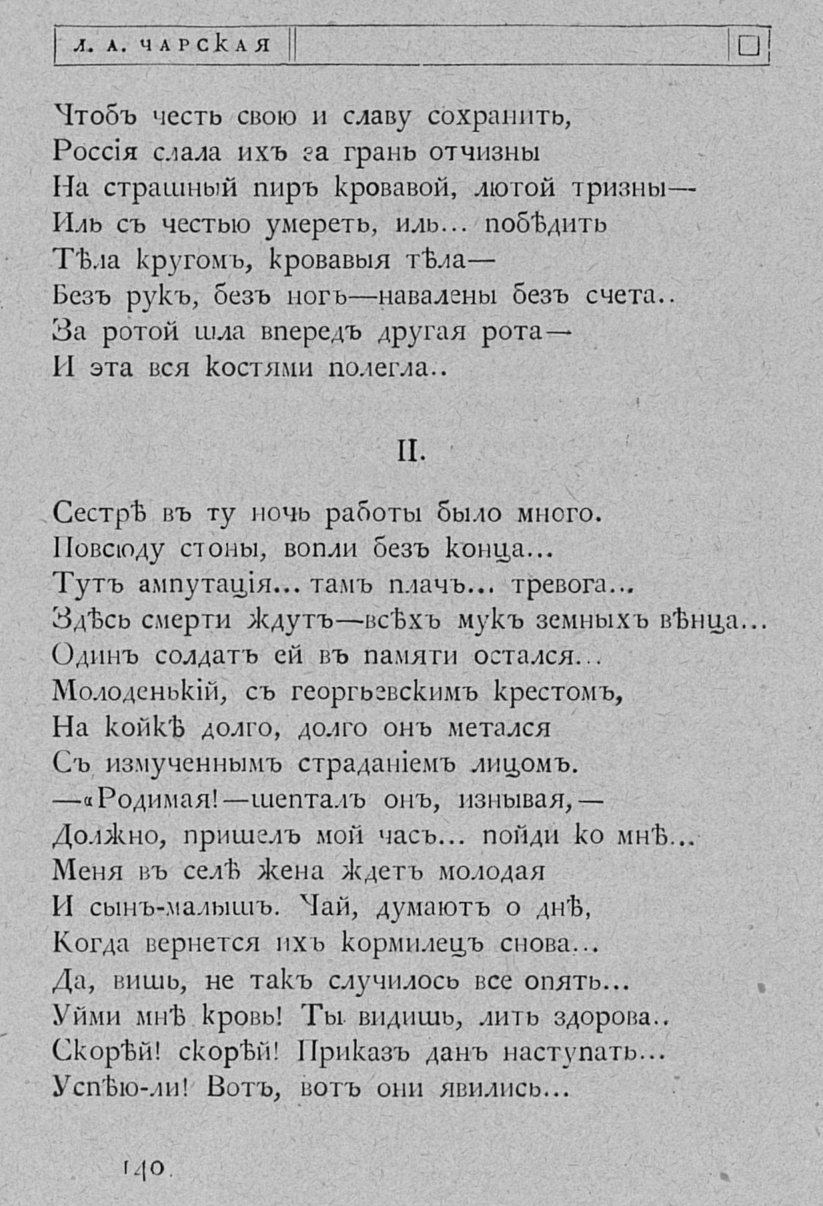 Л. А. ЧАРСКАЯ
Чтобъ честь свою и славу сохранить,
Россія слала ихъ за грань отчизны
На страшный пиръ кровавой, лютой тризны—
Иль съ честью умереть, иль... побѣдить
Тѣла кругомъ, кровавыя тѣла—
Безъ рукъ, безъ ногъ—навалены безъ счета..
За ротой шла впередъ другая рота—
И эта вся костями полегла..
II.
Сестрѣ въ ту ночь работы было много.
Повсюду стоны, вопли безъ конца...
Тутъ ампутація... тамъ плачъ... тревога...
Здѣсь смерти ждутъ—всѣхъ мукъ земныхъ вѣнца...
Одинъ солдатъ ей въ памяти остался...
Молоденькій, съ георгьевскимъ крестомъ,
На койкѣ долго, долго онъ метался
Съ измученнымъ страданіемъ лицомъ.
—«Родимая!—шепталъ онъ, изнывая,—
Должно, пришелъ мой часъ... пойди ко мнѣ...
Меня въ селѣ жена ждетъ молодая
И сынъ-малышъ. Чай, думаютъ о днѣ,
Когда вернется ихъ кормилецъ снова...
Да, вишь, не такъ случилось все опять...
Уйми мнѣ кровь! Ты видишь, лить здорова..
Скорѣй! скорѣй! Приказъ данъ наступать...
Успѣю-ли! Вотъ, вотъ они явились...
140